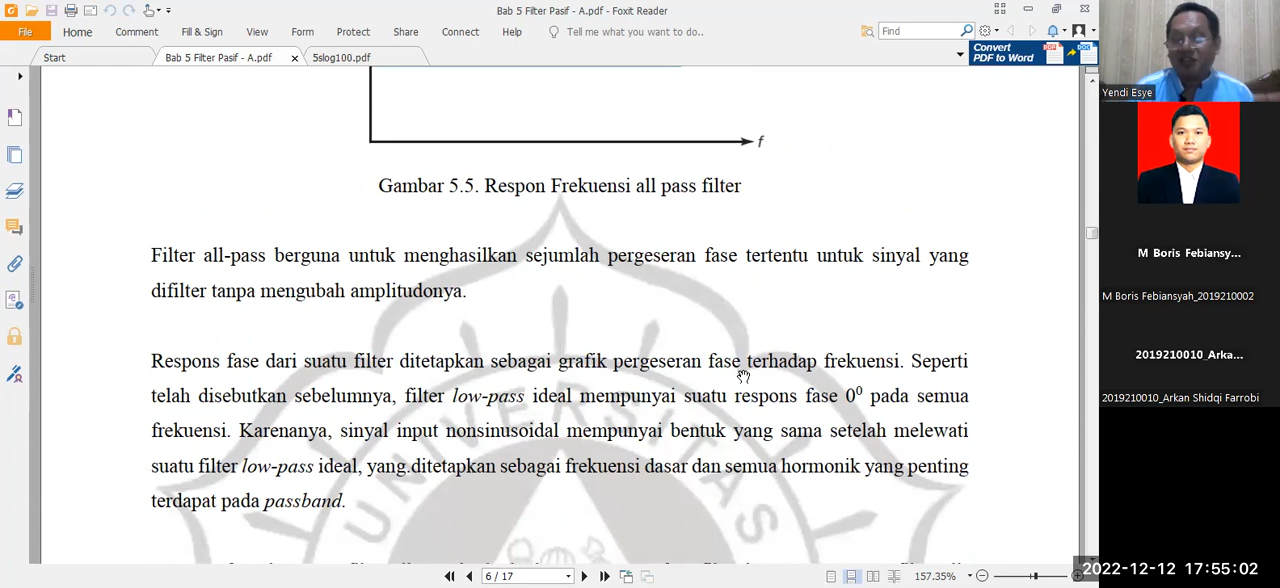 Bab 5 Filter Pasif - A.pdf - Foxit Reader
File Home Comment Fill & Sign View Form Protect Share Connect Help Tell me what you want to do.. Find
Start Bab 5 Filter Pasif - A.pdf 5slog100.pdf
Convert
PDF to Word
f
Gambar 5.5. Respon Frekuensi all pass filter
Filter all-pass berguna untuk menghasilkan sejumlah pergeseran fase tertentu untuk sinyal yang
difilter tanpa mengubah amplitudonya.
Respons fase dari suatu filter ditetapkan sebagai grafik pergeseran fase terhadap frekuensi. Seperti
telah disebutkan sebelumnya, filter low-pass ideal mempunyai suatu respons fase 0⁰ pada semua
frekuensi. Karenanya, sinyal input nonsinusoidal mempunyai bentuk yang sama setelah melewati
suatu filter low-pass ideal, yang ditetapkan sebagai frekuensi dasar dan semua hormonik yang penting
terdapat pada passband.
UNIVERSITAS
6 / 17
157.35%
Yendi Esye
M Boris Febiansy...
M Boris Febiansyah_2019210002
2019210010_Arka...
2019210010_Arkan Shidqi Farrobi
2022-12-12 17:55:02